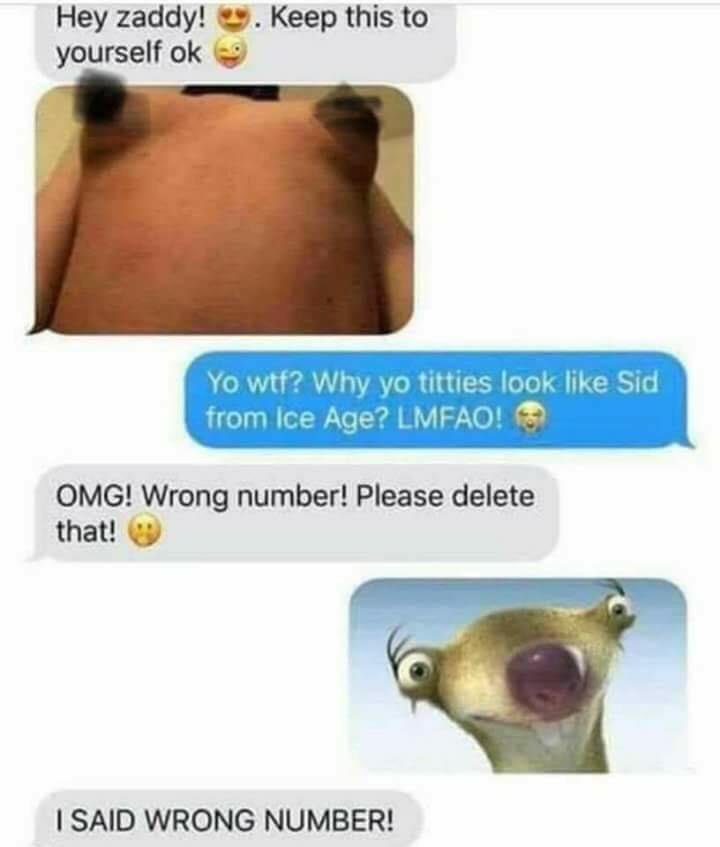 Hey zaddy! 😍. Keep this to
yourself ok 😜
Yo wtf? Why yo titties look like Sid
from Ice Age? LMFAO! 😭
OMG! Wrong number! Please delete
that! 🤭
I SAID WRONG NUMBER!